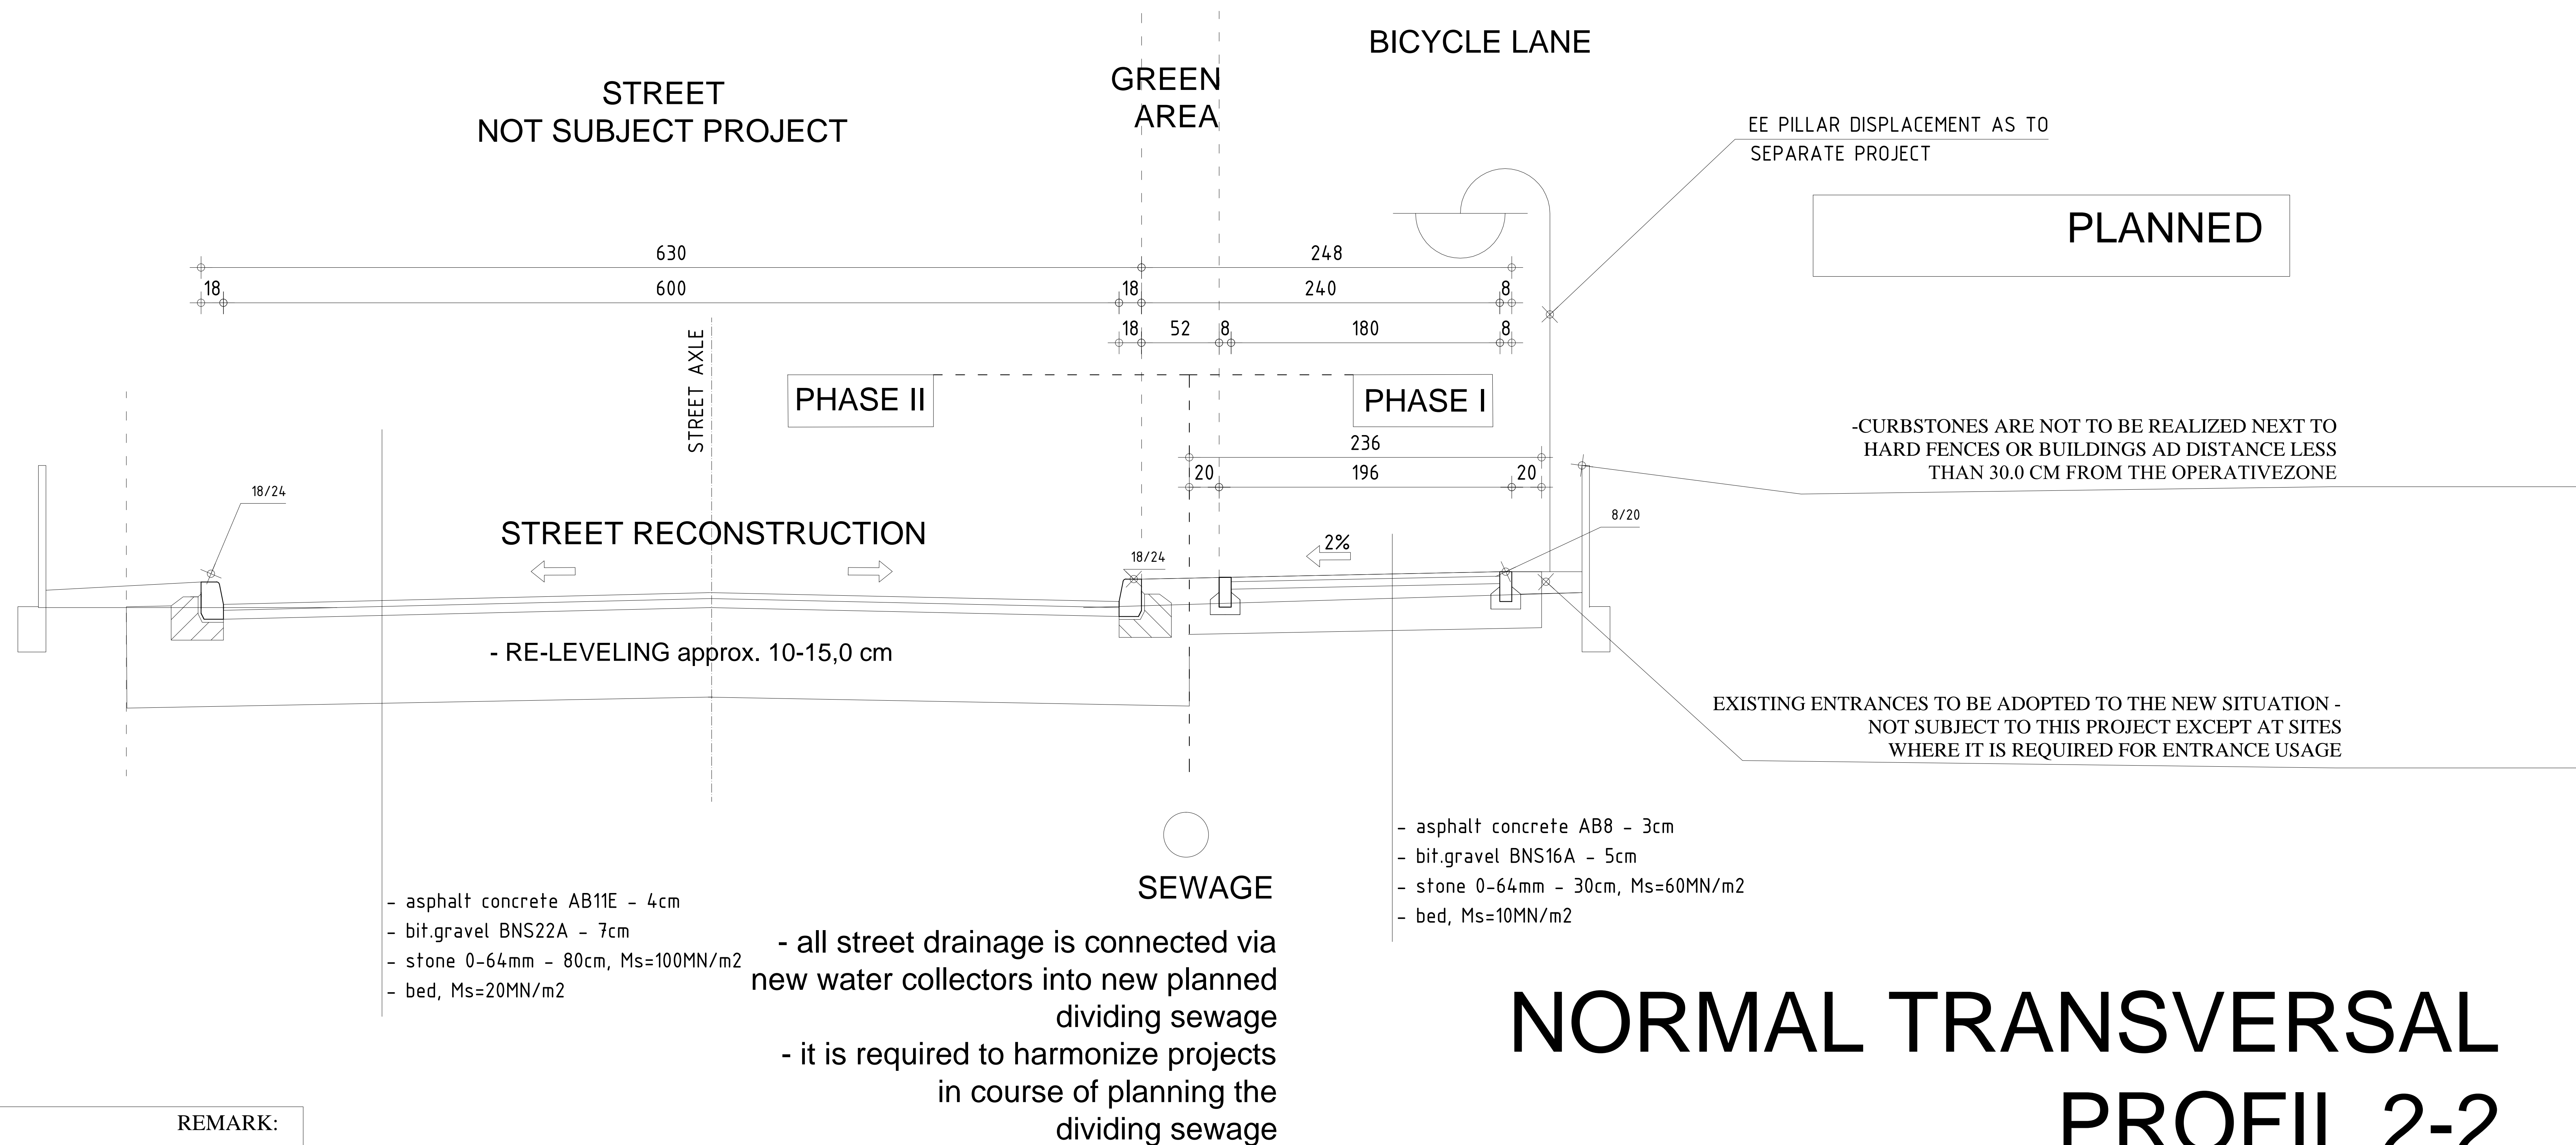 BICYCLE LANE
GREEN
AREA
STREET
NOT SUBJECT PROJECT
EE PILLAR DISPLACEMENT AS TO
SEPARATE PROJECT
PLANNED
630
248
18
600
18
240
8
18
52
8
180
8
STREET AXLE
PHASE II
PHASE I
236
20
196
20
-CURBSTONES ARE NOT TO BE REALIZED NEXT TO
HARD FENCES OR BUILDINGS AD DISTANCE LESS
THAN 30.0 CM FROM THE OPERATIVEZONE
18/24
8/20
STREET RECONSTRUCTION
18/24
2%
- RE-LEVELING approx. 10-15,0 cm
EXISTING ENTRANCES TO BE ADOPTED TO THE NEW SITUATION -
NOT SUBJECT TO THIS PROJECT EXCEPT AT SITES
WHERE IT IS REQUIRED FOR ENTRANCE USAGE
- asphalt concrete AB8 - 3cm
- bit.gravel BNS16A - 5cm
- stone 0-64mm - 30cm, Ms=60MN/m2
- bed, Ms=10MN/m2
- asphalt concrete AB11E - 4cm
- bit.gravel BNS22A - 7cm
- stone 0-64mm - 80cm, Ms=100MN/m2
- bed, Ms=20MN/m2
SEWAGE
- all street drainage is connected via
new water collectors into new planned
dividing sewage
- it is required to harmonize projects
in course of planning the
dividing sewage
NORMAL TRANSVERSAL
PROFIL 2-2
REMARK: